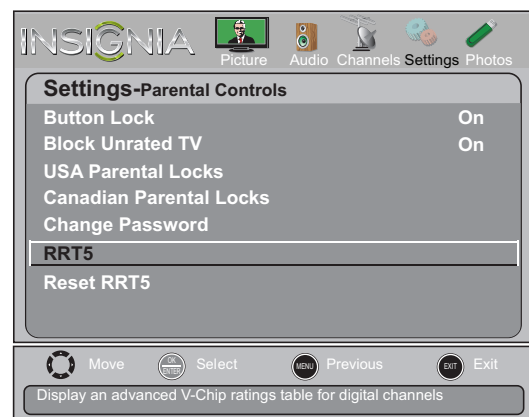 INSIGNIA
Picture Audio Channels Settings Photos
Settings-Parental Controls
Button Lock On
Block Unrated TV On
USA Parental Locks
Canadian Parental Locks
Change Password
RRT5
Reset RRT5
Move OK ENTER Select MENU Previous EXIT Exit
Display an advanced V-Chip ratings table for digital channels